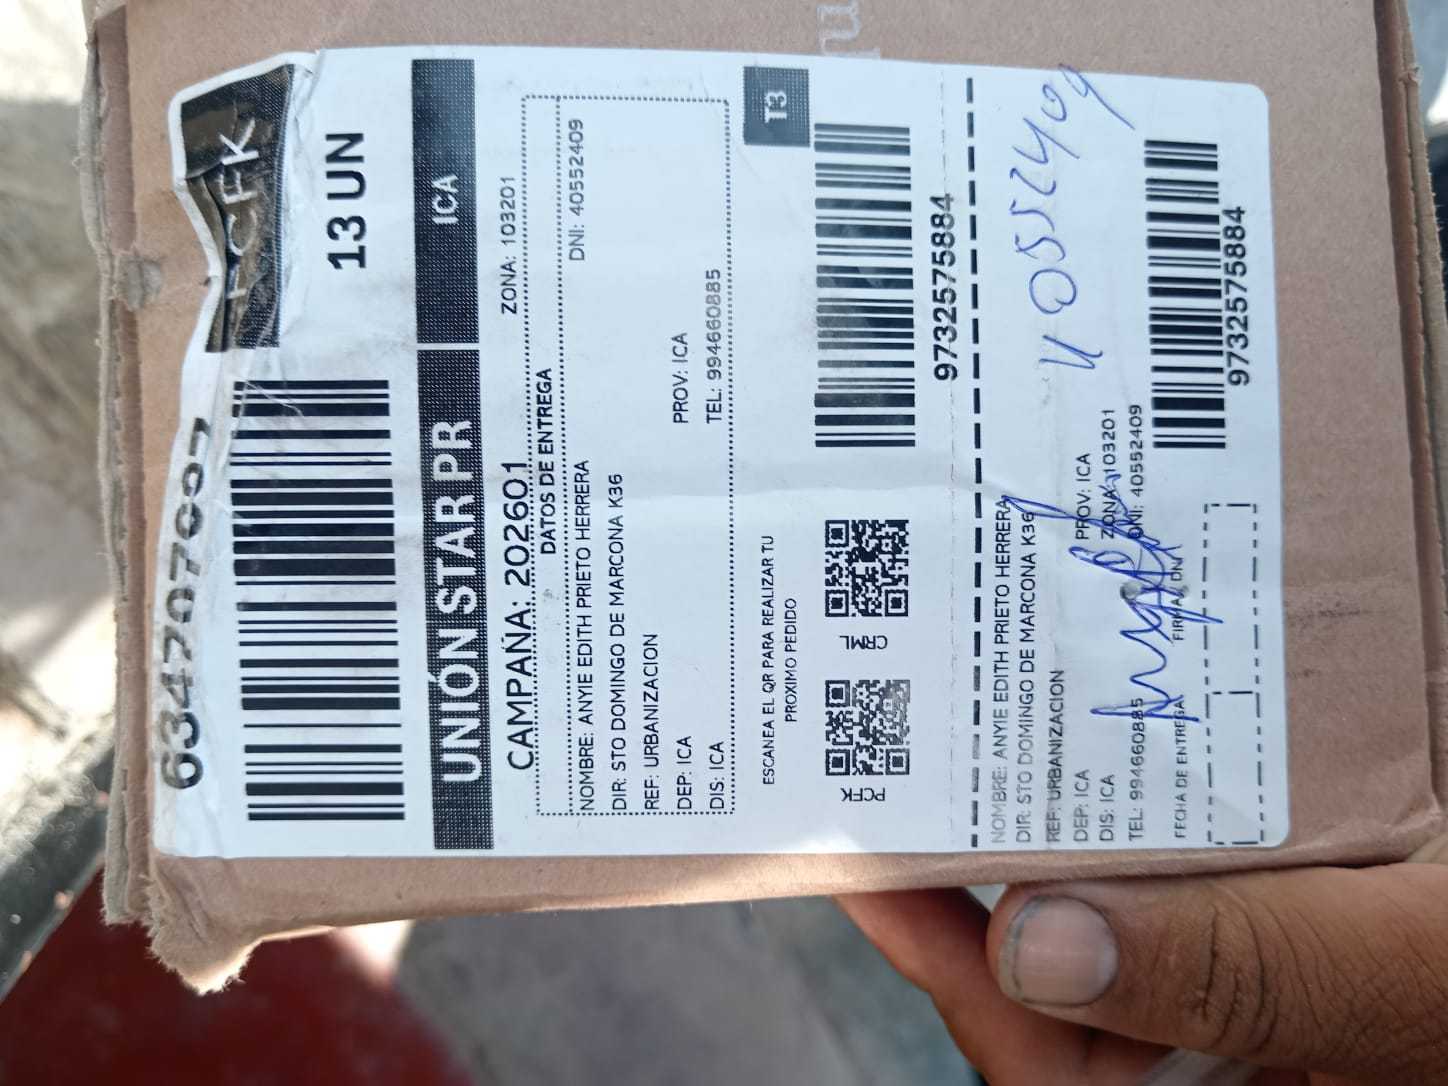 PCFK
13 UN
UNIÓN STAR PR ICA
CAMPAÑA: 202601 ZONA: 103201
DATOS DE ENTREGA
NOMBRE: ANYIE EDITH PRIETO HERRERA DNI: 40552409
DIR: STO DOMINGO DE MARCONA K36
REF: URBANIZACION
DEP: ICA PROV: ICA
DIS: ICA TEL: 994660885
T3
ESCANEA EL QR PARA REALIZAR TU
PROXIMO PEDIDO
PCFK CRML
9732575884
NOMBRE: ANYIE EDITH PRIETO HERRERA
DIR: STO DOMINGO DE MARCONA K36
REF: URBANIZACION
DEP: ICA PROV: ICA
DIS: ICA ZONA: 103201
TEL: 994660885 DNI: 40552409
40552409
FECHA DE ENTREGA FIRMA / DNI
9732575884